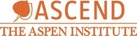 ASCEND
THE ASPEN INSTITUTE